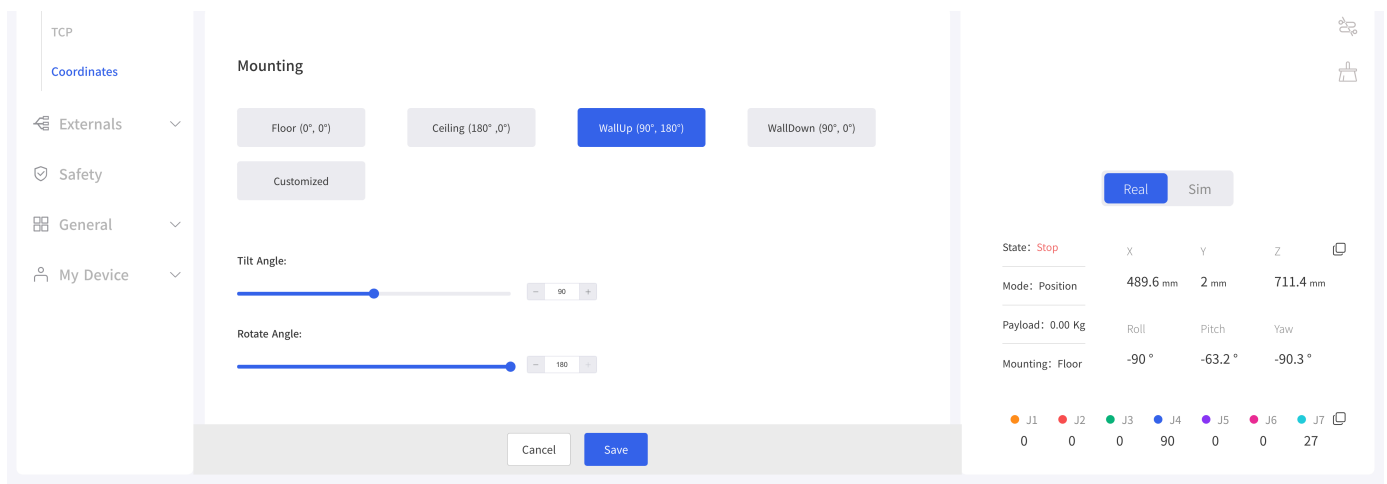 TCP
Coordinates
Externals
Safety
General
My Device
Mounting
Floor (0°, 0°)
Ceiling (180° ,0°)
WallUp (90°, 180°)
WallDown (90°, 0°)
Customized
Tilt Angle:
− 90 +
Rotate Angle:
− 180 +
Cancel
Save
Real
Sim
State: Stop
Mode: Position
Payload: 0.00 Kg
Mounting: Floor
X Y Z
489.6 mm 2 mm 711.4 mm
Roll Pitch Yaw
-90 ° -63.2 ° -90.3 °
J1 J2 J3 J4 J5 J6 J7
0 0 0 90 0 0 27